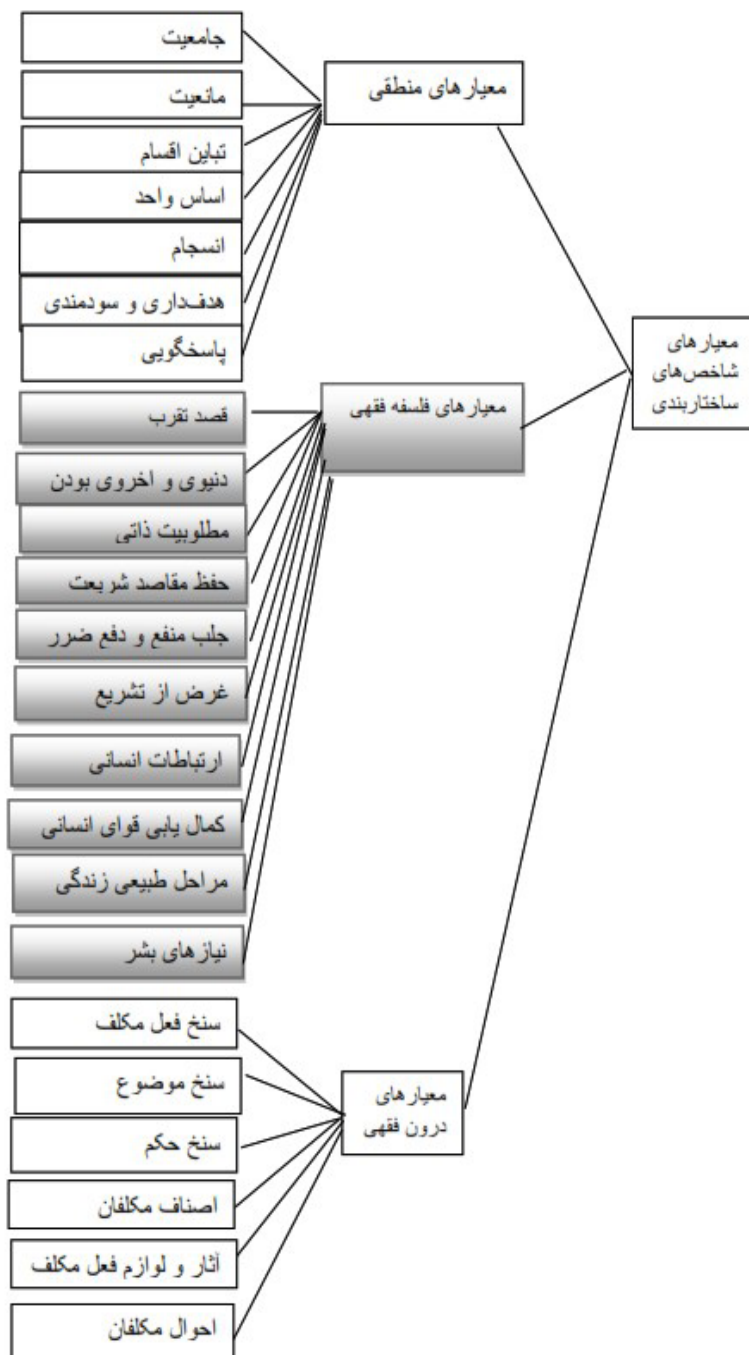 معیارهای
شاخص‌های
ساختاربندی
معیارهای منطقی
جامعیت
مانعیت
تباین اقسام
اساس واحد
انسجام
هدف‌داری و سودمندی
پاسخگویی
معیارهای فلسفه فقهی
قصد تقرب
دنیوی و اخروی بودن
مطلوبیت ذاتی
حفظ مقاصد شریعت
جلب منفع و دفع ضرر
غرض از تشریع
ارتباطات انسانی
کمال یابی قوای انسانی
مراحل طبیعی زندگی
نیازهای بشر
معیارهای
درون فقهی
سنخ فعل مکلف
سنخ موضوع
سنخ حکم
اصناف مکلفان
آثار و لوازم فعل مکلف
احوال مکلفان